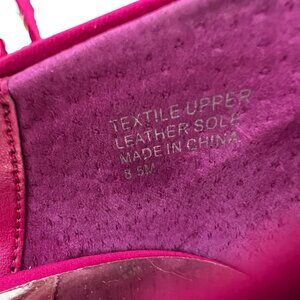 TEXTILE UPPER
LEATHER SOLE
MADE IN CHINA
8.5M